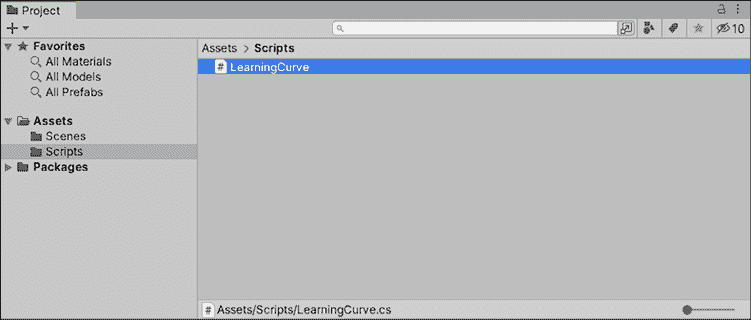 Project
10
Favorites
All Materials
All Models
All Prefabs
Assets
Scenes
Scripts
Packages
Assets > Scripts
# LearningCurve
# Assets/Scripts/LearningCurve.cs